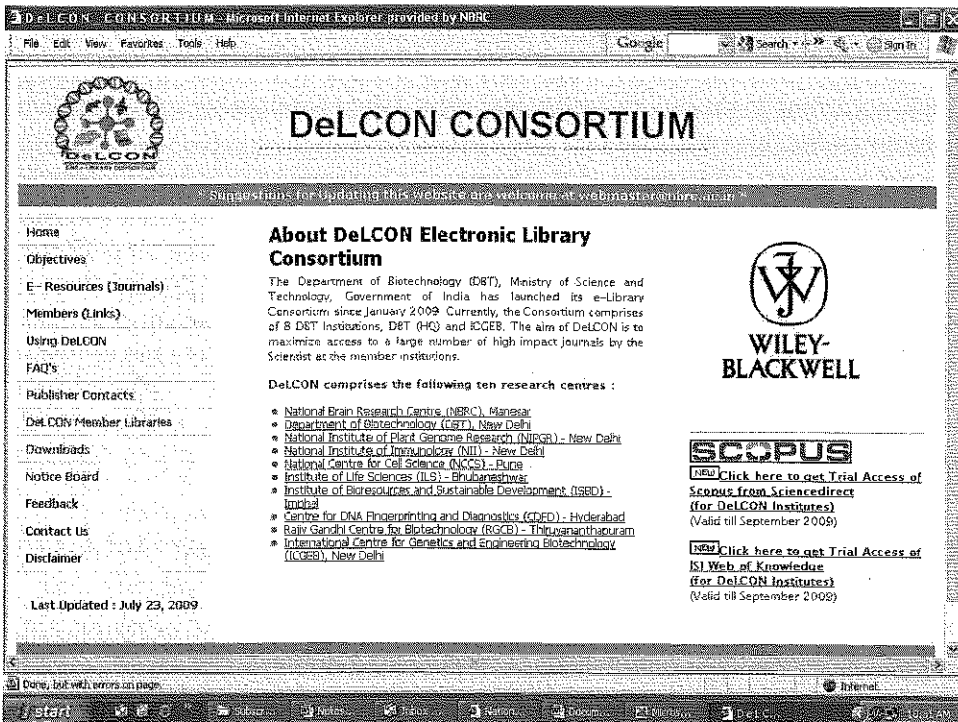 DeLCON CONSORTIUM - Microsoft Internet Explorer provided by NBRC
File Edit View Favorites Tools Help
Google
Search
Sign In
DeLCON
DeLCON CONSORTIUM
* Suggestions for Updating this website are welcome at webmaster@nbrc.ac.in *
Home
Objectives
E - Resources (Journals)
Members (Links)
Using DeLCON
FAQ's
Publisher Contacts
DeLCON Member Libraries
Downloads
Notice Board
Feedback
Contact Us
Disclaimer
Last Updated : July 23, 2009
About DeLCON Electronic Library
Consortium
The Department of Biotechnology (DBT), Ministry of Science and
Technology, Government of India has launched its e-Library
Consortium since January 2009. Currently, the Consortium comprises
of 8 DBT Institutions, DBT (HQ) and ICGEB. The aim of DeLCON is to
maximize access to a large number of high impact journals by the
Scientist at the member institutions.
DeLCON comprises the following ten research centres :
National Brain Research Centre (NBRC), Manesar
Department of Biotechnology (DBT), New Delhi
National Institute of Plant Genome Research (NIPGR) - New Delhi
National Institute of Immunology (NII) - New Delhi
National Centre for Cell Science (NCCS) - Pune
Institute of Life Sciences (ILS) - Bhubaneshwar
Institute of Bioresources and Sustainable Development (ISBD) -
Imphal
Centre for DNA Fingerprinting and Diagnostics (CDFD) - Hyderabad
Rajiv Gandhi Centre for Biotechnology (RGCB) - Thiruvananthapuram
International Centre for Genetics and Engineering Biotechnology
(ICGEB), New Delhi
WILEY-
BLACKWELL
SCOPUS
NEW Click here to get Trial Access of
Scopus from Sciencedirect
(for DeLCON Institutes)
(Valid till September 2009)
NEW Click here to get Trial Access of
ISI Web of Knowledge
(for DeLCON Institutes)
(Valid till September 2009)
Done, but with errors on page.
Internet
start